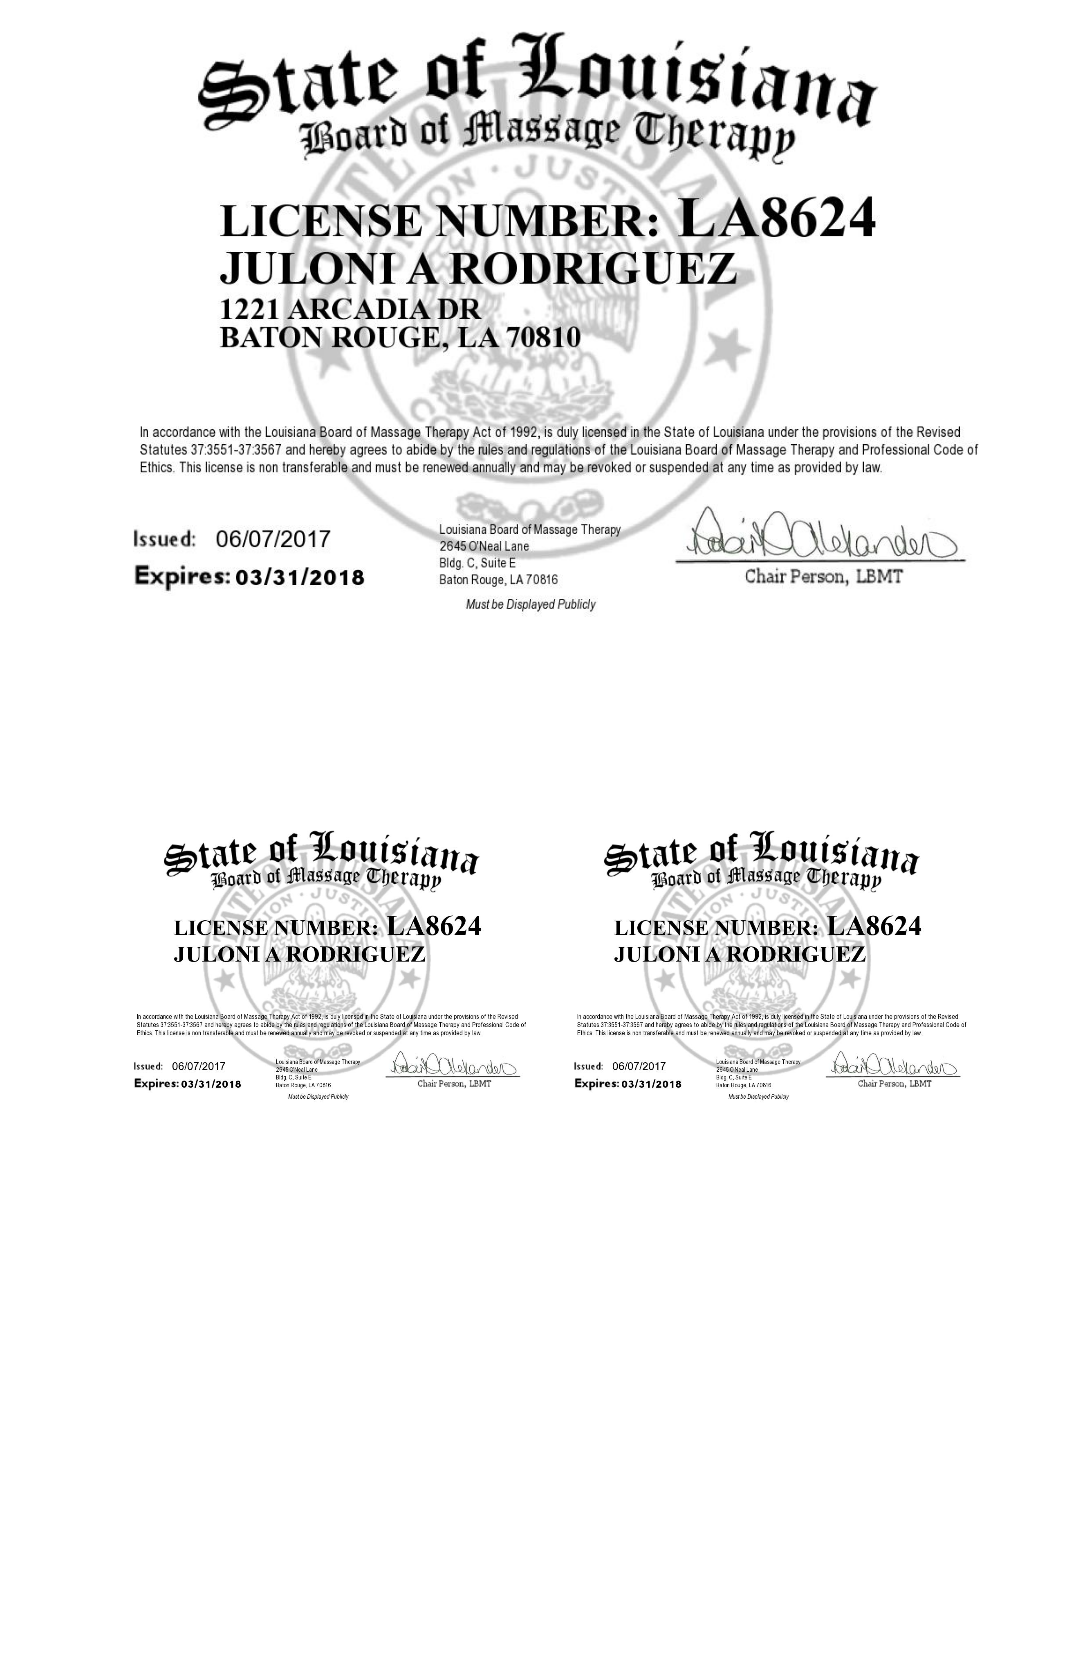 State of Louisiana
Board of Massage Therapy
LICENSE NUMBER: LA8624
JULONI A RODRIGUEZ
1221 ARCADIA DR
BATON ROUGE, LA 70810
In accordance with the Louisiana Board of Massage Therapy Act of 1992, is duly licensed in the State of Louisiana under the provisions of the Revised
Statutes 37:3551-37:3567 and hereby agrees to abide by the rules and regulations of the Louisiana Board of Massage Therapy and Professional Code of
Ethics. This license is non transferable and must be renewed annually and may be revoked or suspended at any time as provided by law.
Issued: 06/07/2017
Expires: 03/31/2018
Louisiana Board of Massage Therapy
2645 O'Neal Lane
Bldg. C, Suite E
Baton Rouge, LA 70816
Must be Displayed Publicly
Chair Person, LBMT
State of Louisiana
Board of Massage Therapy
LICENSE NUMBER: LA8624
JULONI A RODRIGUEZ
In accordance with the Louisiana Board of Massage Therapy Act of 1992, is duly licensed in the State of Louisiana under the provisions of the Revised
Statutes 37:3551-37:3567 and hereby agrees to abide by the rules and regulations of the Louisiana Board of Massage Therapy and Professional Code of
Ethics. This license is non transferable and must be renewed annually and may be revoked or suspended at any time as provided by law.
Issued: 06/07/2017
Expires: 03/31/2018
Louisiana Board of Massage Therapy
2645 O'Neal Lane
Bldg. C, Suite E
Baton Rouge, LA 70816
Must be Displayed Publicly
Chair Person, LBMT
State of Louisiana
Board of Massage Therapy
LICENSE NUMBER: LA8624
JULONI A RODRIGUEZ
In accordance with the Louisiana Board of Massage Therapy Act of 1992, is duly licensed in the State of Louisiana under the provisions of the Revised
Statutes 37:3551-37:3567 and hereby agrees to abide by the rules and regulations of the Louisiana Board of Massage Therapy and Professional Code of
Ethics. This license is non transferable and must be renewed annually and may be revoked or suspended at any time as provided by law.
Issued: 06/07/2017
Expires: 03/31/2018
Louisiana Board of Massage Therapy
2645 O'Neal Lane
Bldg. C, Suite E
Baton Rouge, LA 70816
Must be Displayed Publicly
Chair Person, LBMT